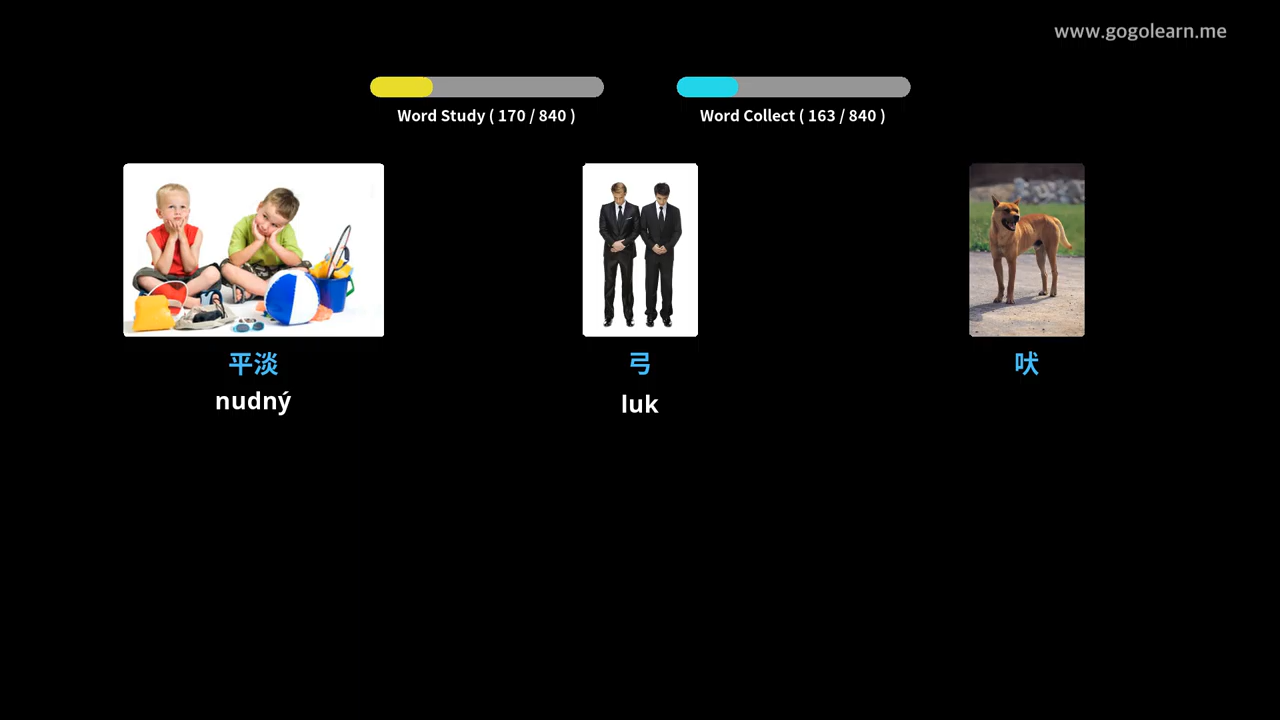 www.gogolearn.me
Word Study ( 170 / 840 )
Word Collect ( 163 / 840 )
平淡
nudný
弓
luk
吠